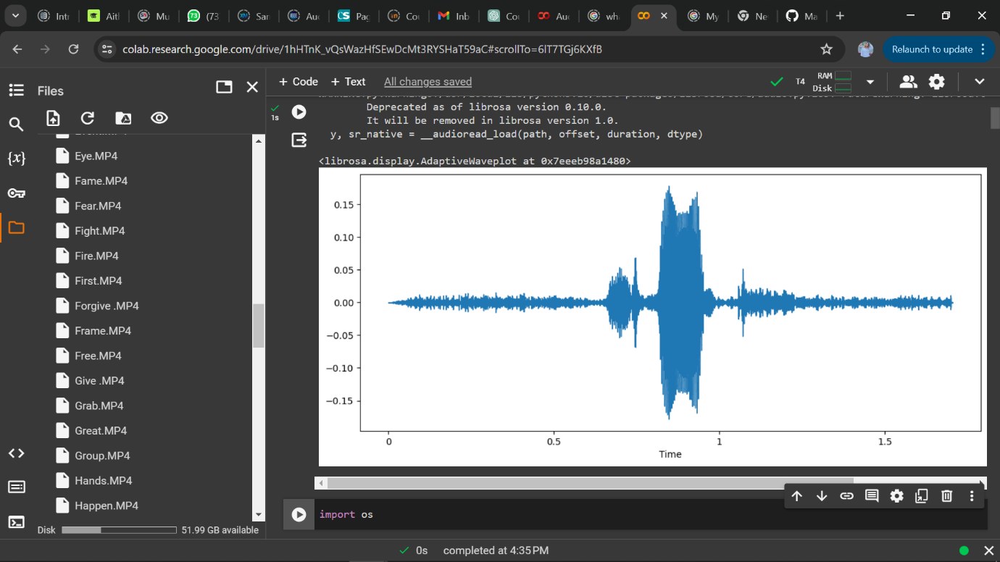 Intr
Aitl
Mu
(73
Sar
Auc
Pag
Coı
Inb
Coı
Auc
wh
My
Ne
Ma
colab.research.google.com/drive/1hHTnK_vQsWazHfSEwDcMt3RYSHaT59aC#scrollTo=6lT7TGj6KXfB
Relaunch to update
Files
+ Code + Text All changes saved
T4
RAM
Disk
Eye.MP4
Fame.MP4
Fear.MP4
Fight.MP4
Fire.MP4
First.MP4
Forgive .MP4
Frame.MP4
Free.MP4
Give .MP4
Grab.MP4
Great.MP4
Group.MP4
Hands.MP4
Happen.MP4
Disk 51.99 GB available
1s
Deprecated as of librosa version 0.10.0.
It will be removed in librosa version 1.0.
y, sr_native = __audioread_load(path, offset, duration, dtype)
<librosa.display.AdaptiveWaveplot at 0x7eeeb98a1480>
0.15
0.10
0.05
0.00
−0.05
−0.10
−0.15
0 0.5 1 1.5
Time
import os
0s completed at 4:35 PM